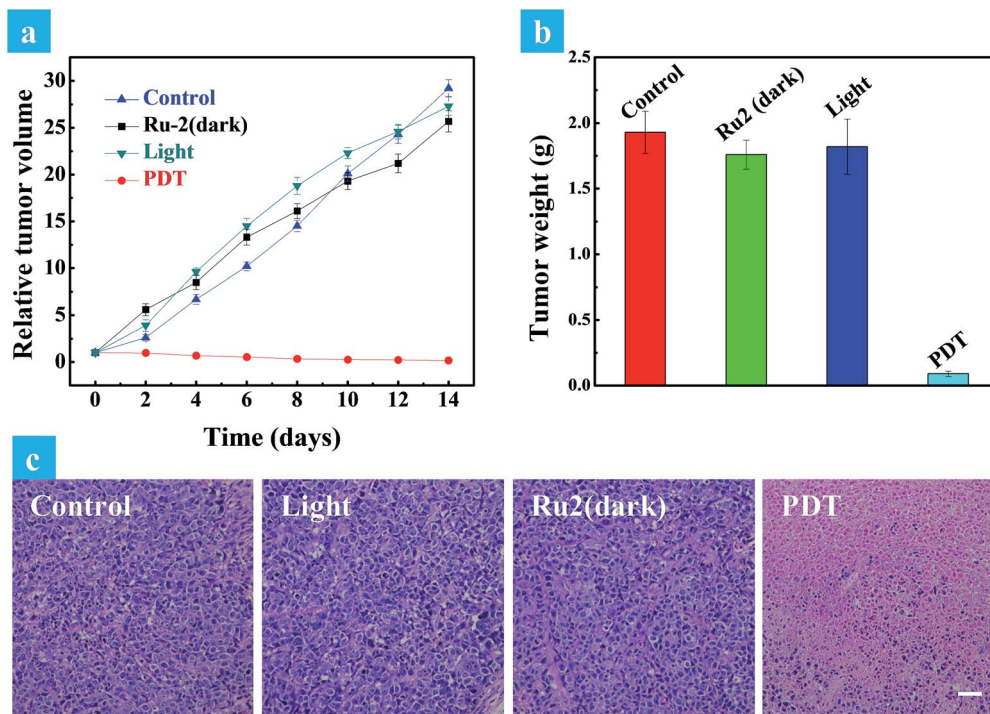 a
Relative tumor volume
30
25
20
15
10
5
0
Control
Ru-2(dark)
Light
PDT
0 2 4 6 8 10 12 14
Time (days)
b
Tumor weight (g)
2.5
2.0
1.5
1.0
0.5
0.0
Control
Ru2 (dark)
Light
PDT
c
Control
Light
Ru2(dark)
PDT